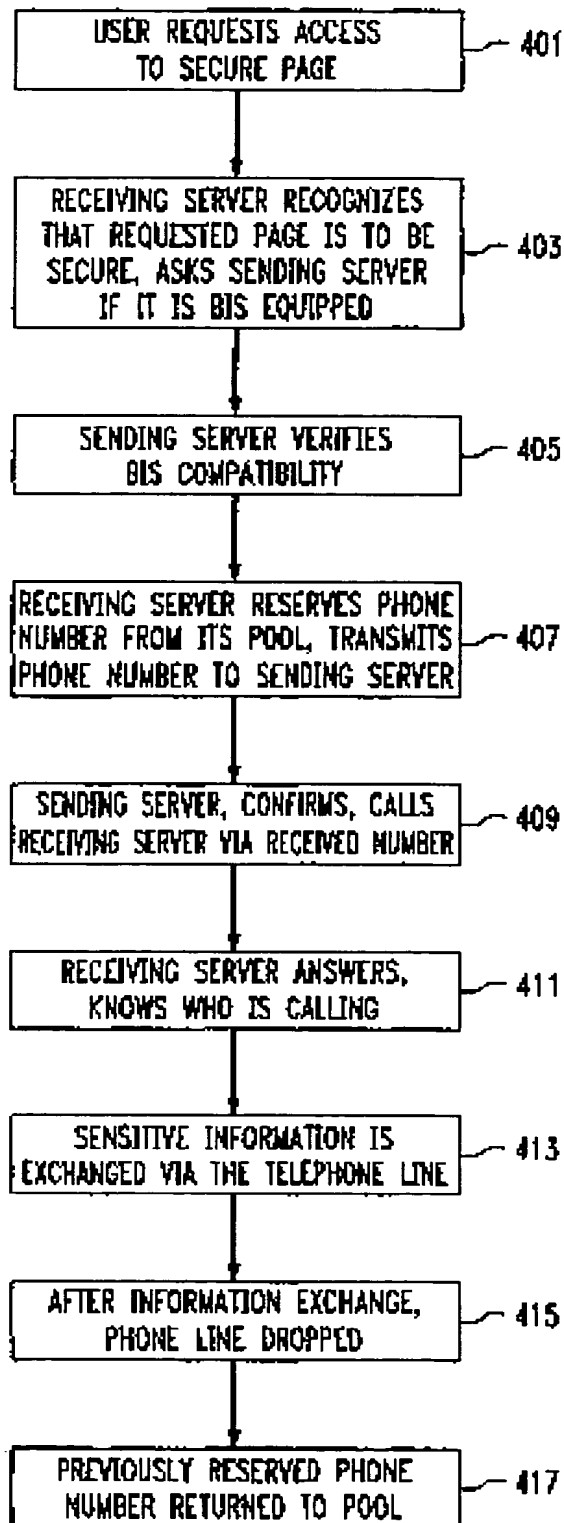 USER REQUESTS ACCESS
TO SECURE PAGE
401
RECEIVING SERVER RECOGNIZES
THAT REQUESTED PAGE IS TO BE
SECURE, ASKS SENDING SERVER
IF IT IS BIS EQUIPPED
403
SENDING SERVER VERIFIES
BIS COMPATIBILITY
405
RECEIVING SERVER RESERVES PHONE
NUMBER FROM ITS POOL, TRANSMITS
PHONE NUMBER TO SENDING SERVER
407
SENDING SERVER, CONFIRMS, CALLS
RECEIVING SERVER VIA RECEIVED NUMBER
409
RECEIVING SERVER ANSWERS,
KNOWS WHO IS CALLING
411
SENSITIVE INFORMATION IS
EXCHANGED VIA THE TELEPHONE LINE
413
AFTER INFORMATION EXCHANGE,
PHONE LINE DROPPED
415
PREVIOUSLY RESERVED PHONE
NUMBER RETURNED TO POOL
417